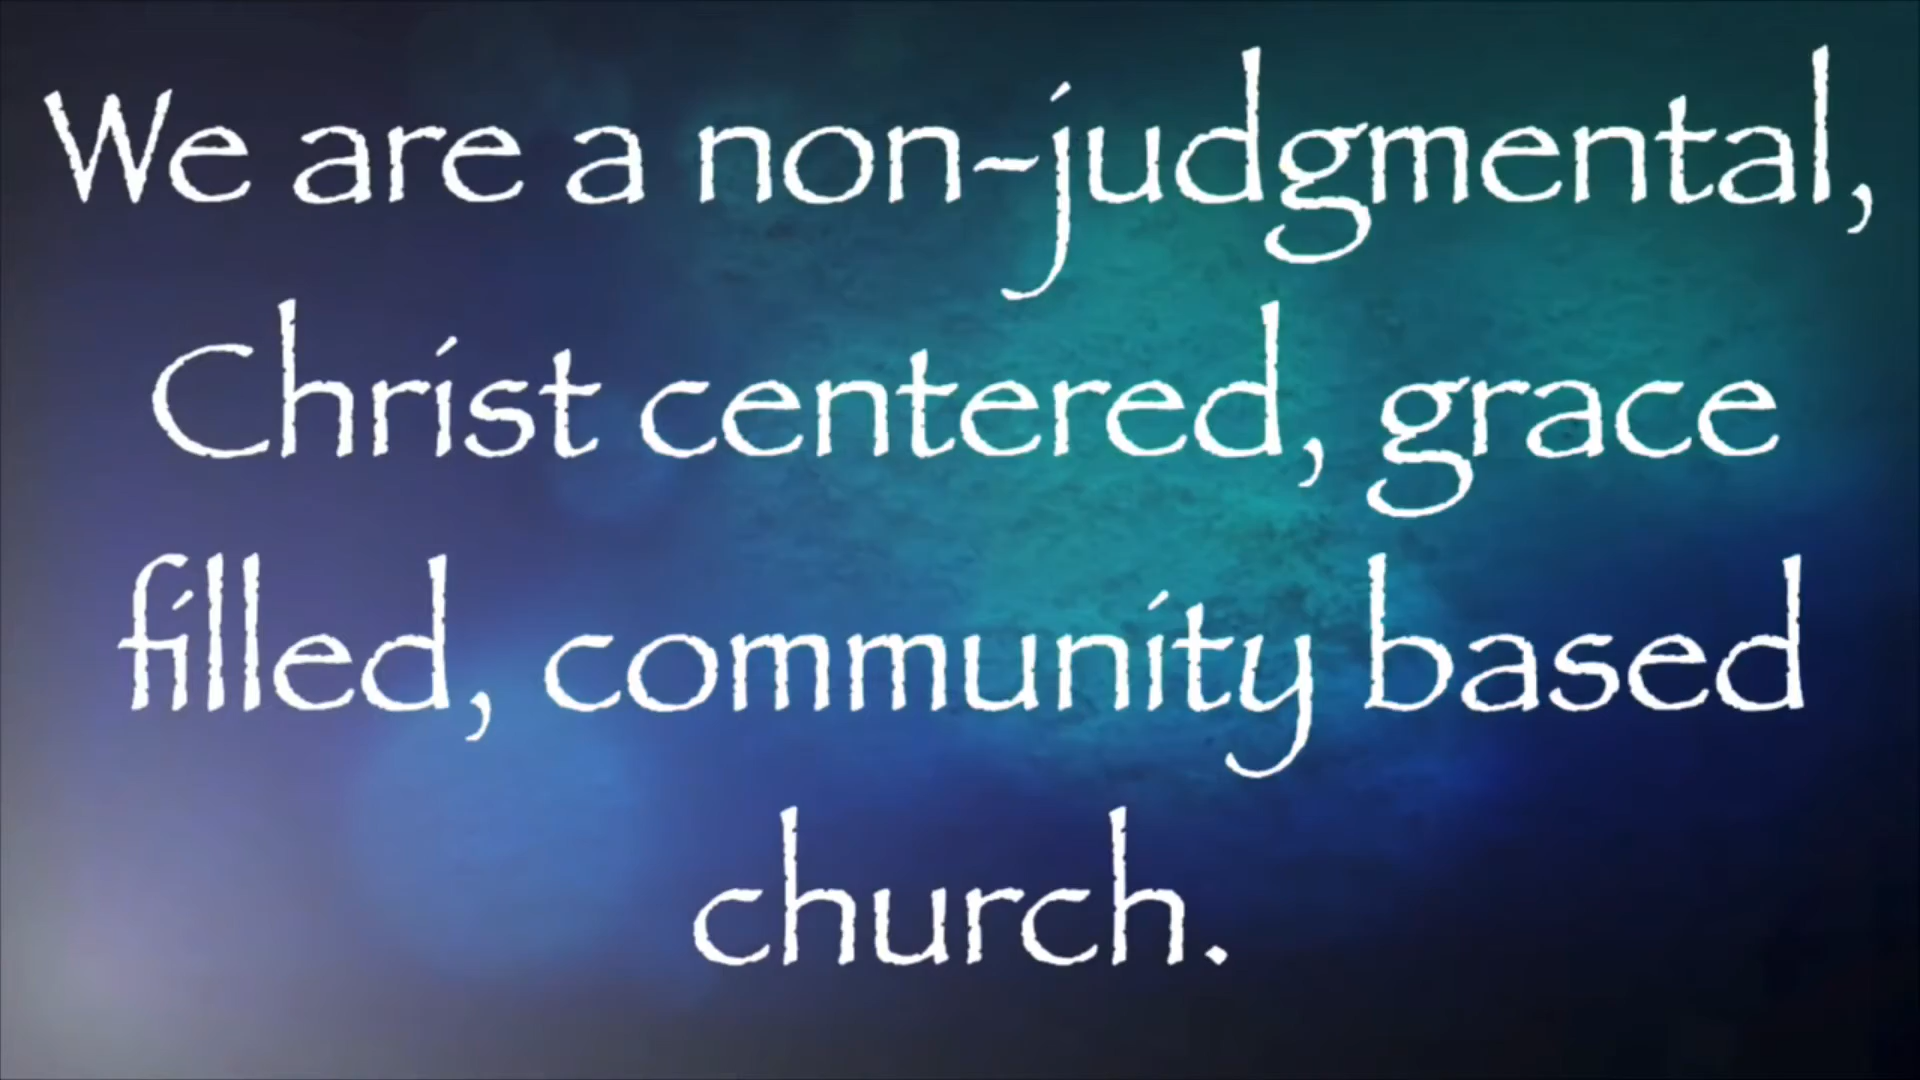 We are a non-judgmental,
Christ centered, grace
filled, community based
church.